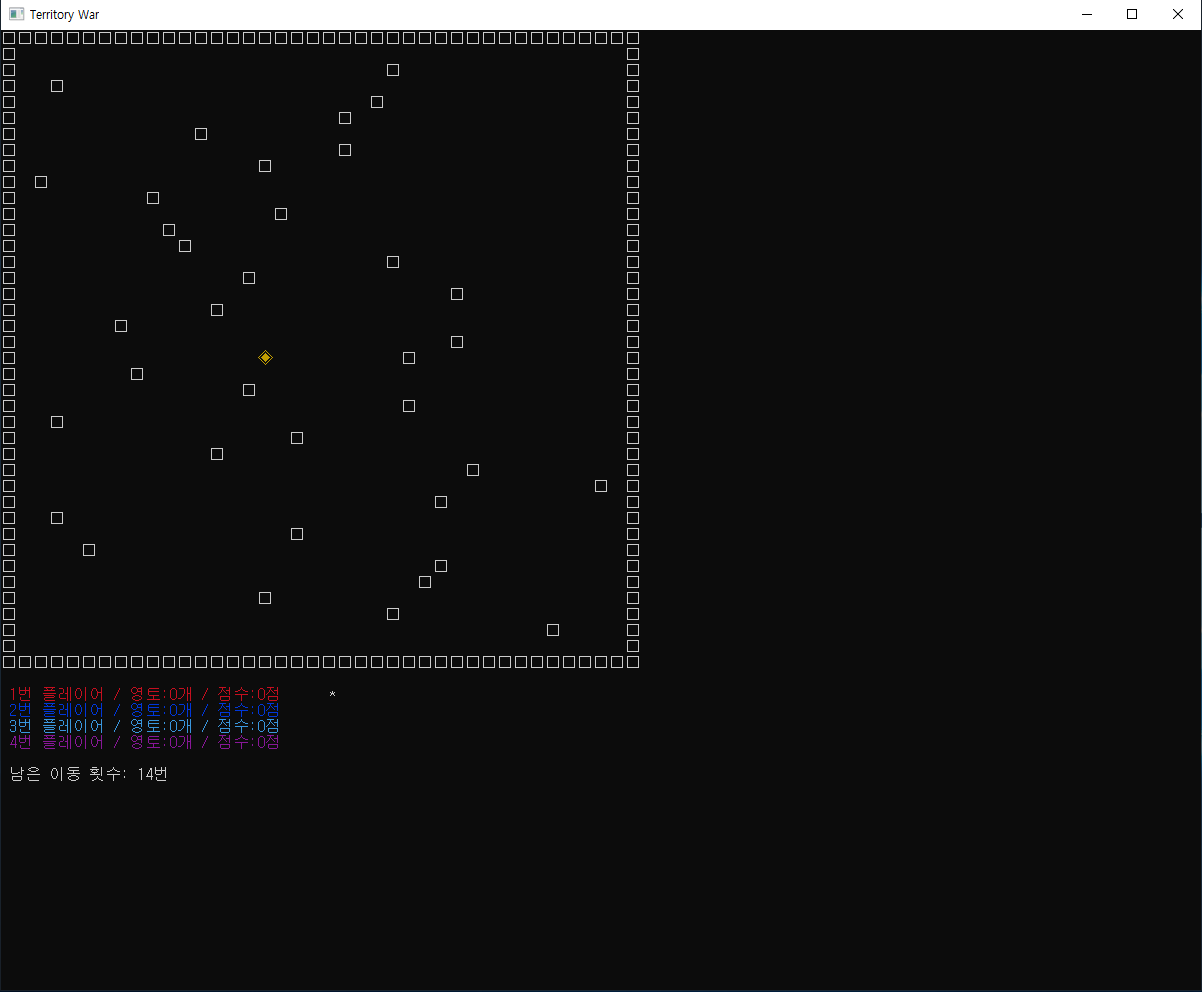 Territory War
1번 플레이어 / 영토:0개 / 점수:0점 *
2번 플레이어 / 영토:0개 / 점수:0점
3번 플레이어 / 영토:0개 / 점수:0점
4번 플레이어 / 영토:0개 / 점수:0점
남은 이동 횟수: 14번